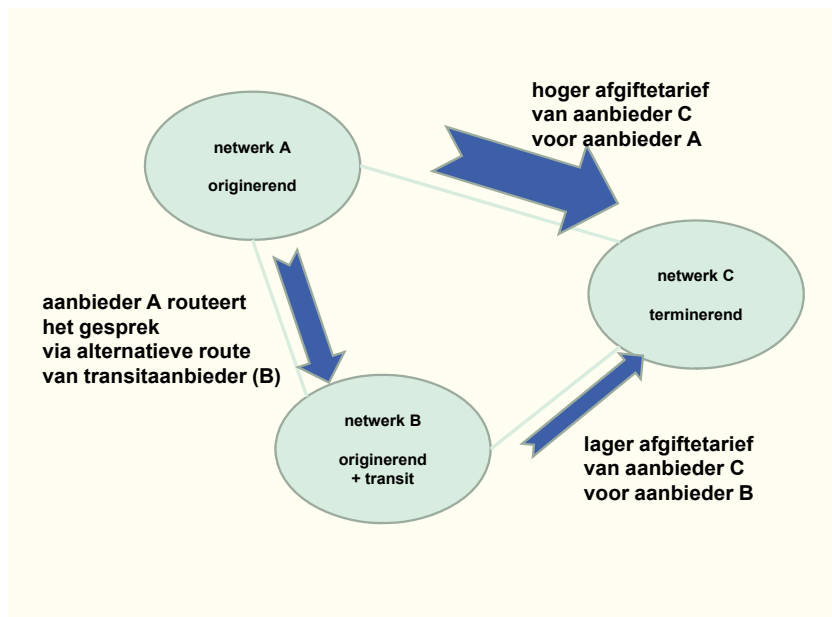 hoger afgiftetarief
van aanbieder C
voor aanbieder A
netwerk A
originerend
netwerk C
terminerend
aanbieder A routeert
het gesprek
via alternatieve route
van transitaanbieder (B)
netwerk B
originerend
+ transit
lager afgiftetarief
van aanbieder C
voor aanbieder B